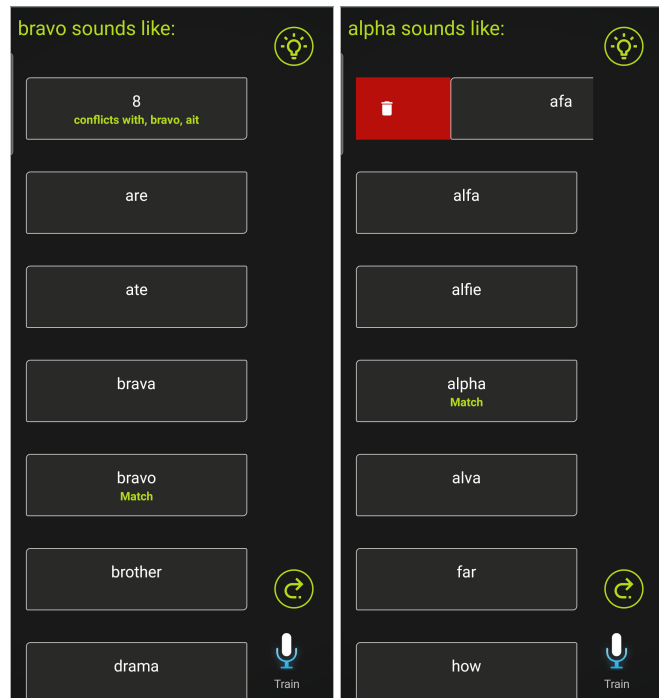 bravo sounds like:
8
conflicts with, bravo, ait
are
ate
brava
bravo
Match
brother
drama
Train
alpha sounds like:
afa
alfa
alfie
alpha
Match
alva
far
how
Train